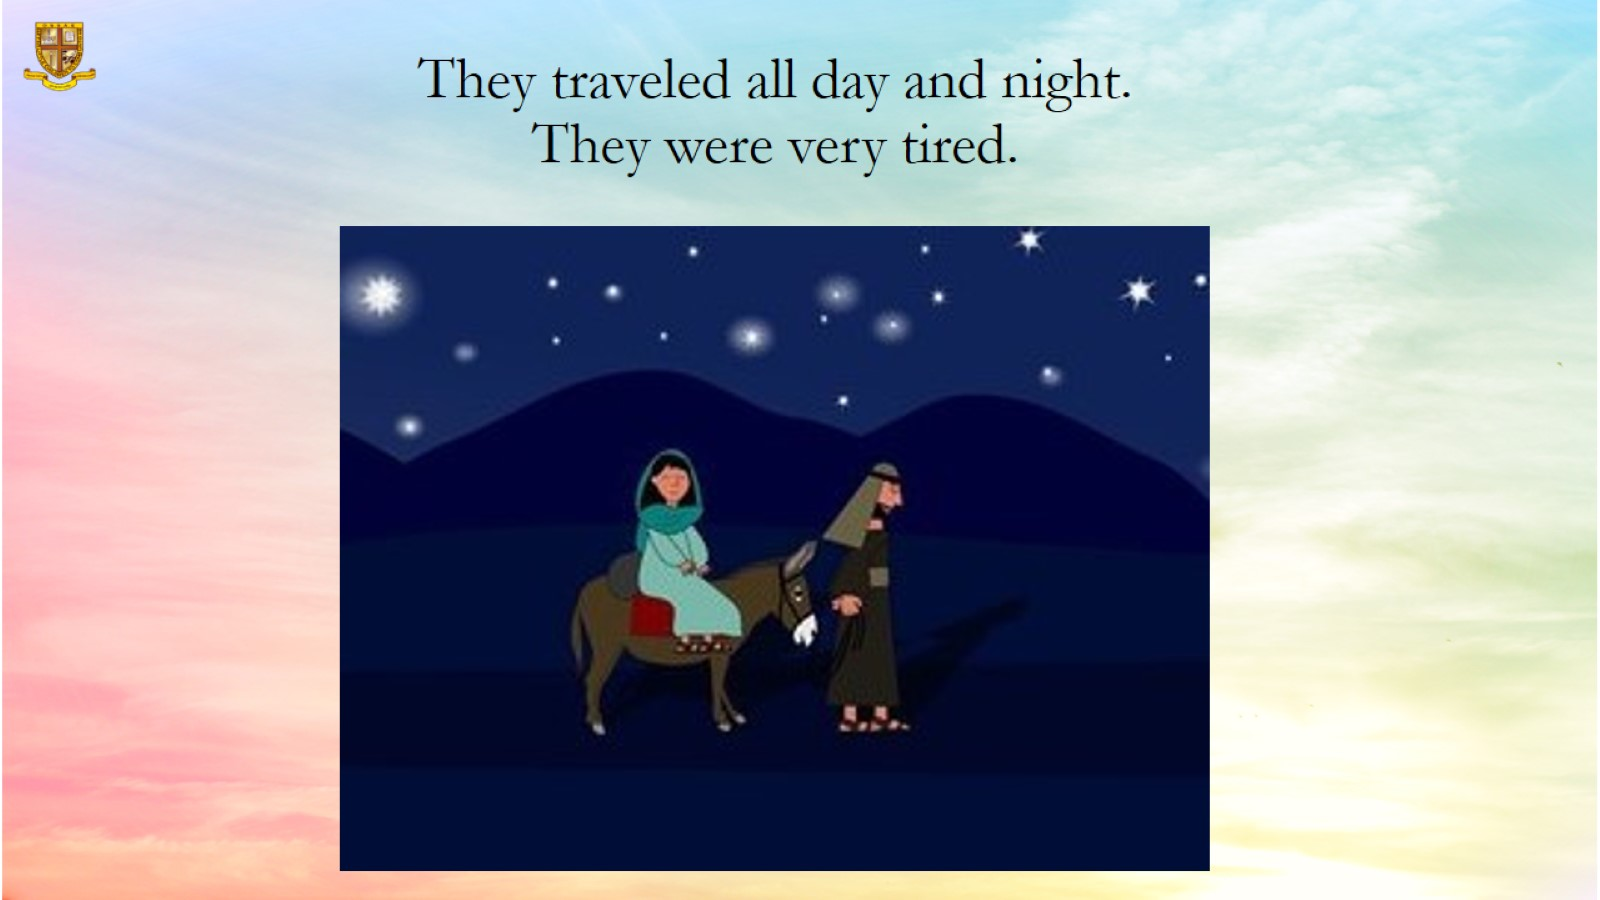 They traveled all day and night.
They were very tired.